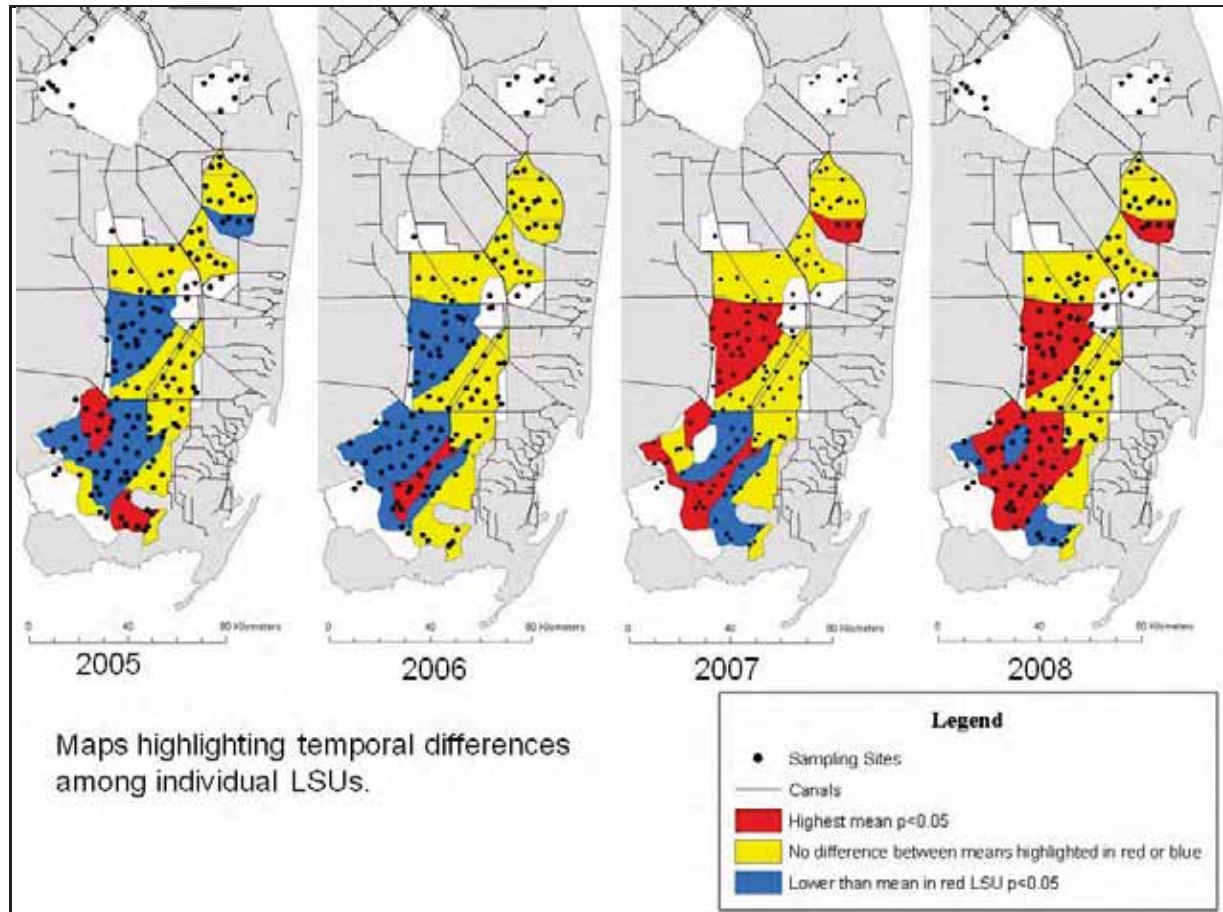 0 40 80 Kilometers
0 40 80 Kilometers
0 40 80 Kilometers
0 40 80 Kilometers
2005
2006
2007
2008
Maps highlighting temporal differences
among individual LSUs.
Legend
Sampling Sites
Canals
Highest mean p<0.05
No difference between means highlighted in red or blue
Lower than mean in red LSU p<0.05